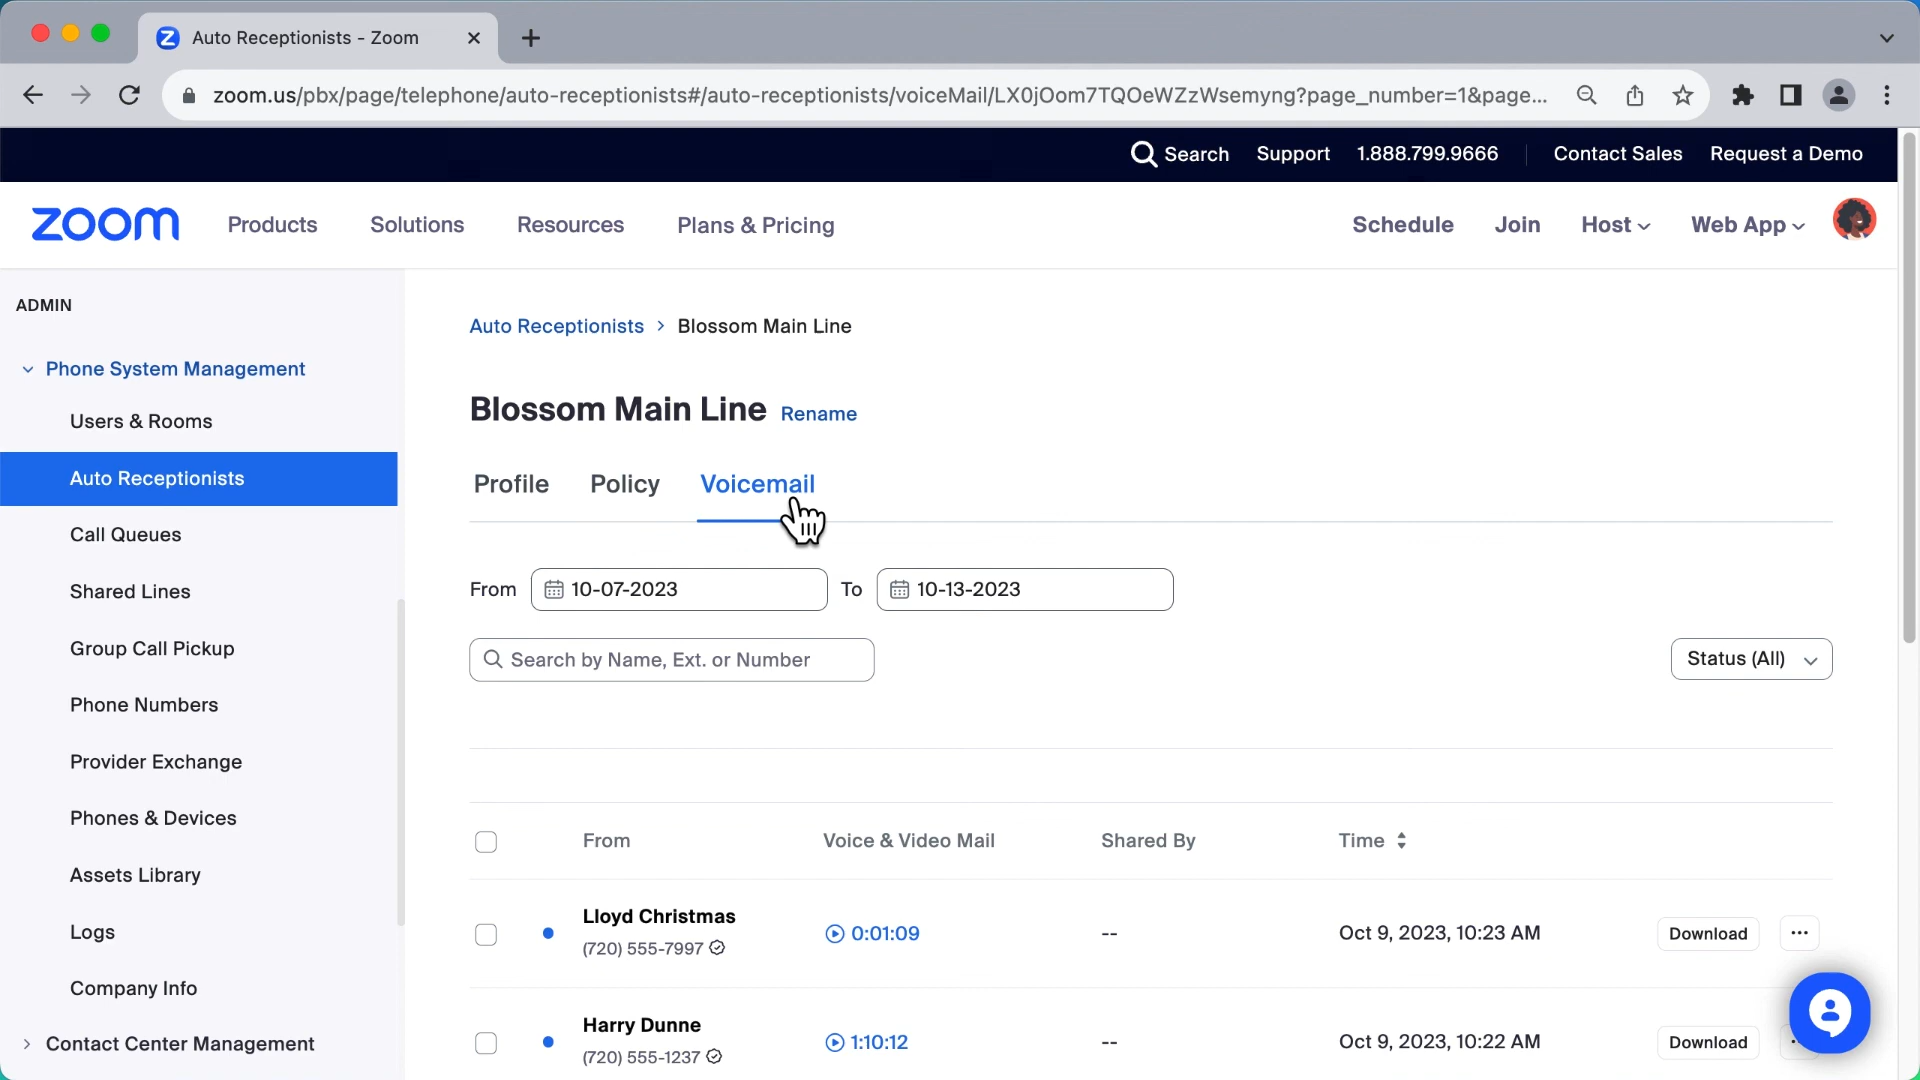 Auto Receptionists - Zoom
zoom.us/pbx/page/telephone/auto-receptionists#/auto-receptionists/voiceMail/LX0jOom7TQOeWZzWsemyng?page_number=1&page...
Search Support 1.888.799.9666 Contact Sales Request a Demo
zoom Products Solutions Resources Plans & Pricing Schedule Join Host Web App
ADMIN
Phone System Management
Users & Rooms
Auto Receptionists
Call Queues
Shared Lines
Group Call Pickup
Phone Numbers
Provider Exchange
Phones & Devices
Assets Library
Logs
Company Info
Contact Center Management
Auto Receptionists > Blossom Main Line
Blossom Main Line Rename
Profile Policy Voicemail
From 10-07-2023 To 10-13-2023
Search by Name, Ext. or Number Status (All)
From Voice & Video Mail Shared By Time
Lloyd Christmas
(720) 555-7997 0:01:09 -- Oct 9, 2023, 10:23 AM Download ...
Harry Dunne
(720) 555-1237 1:10:12 -- Oct 9, 2023, 10:22 AM Download